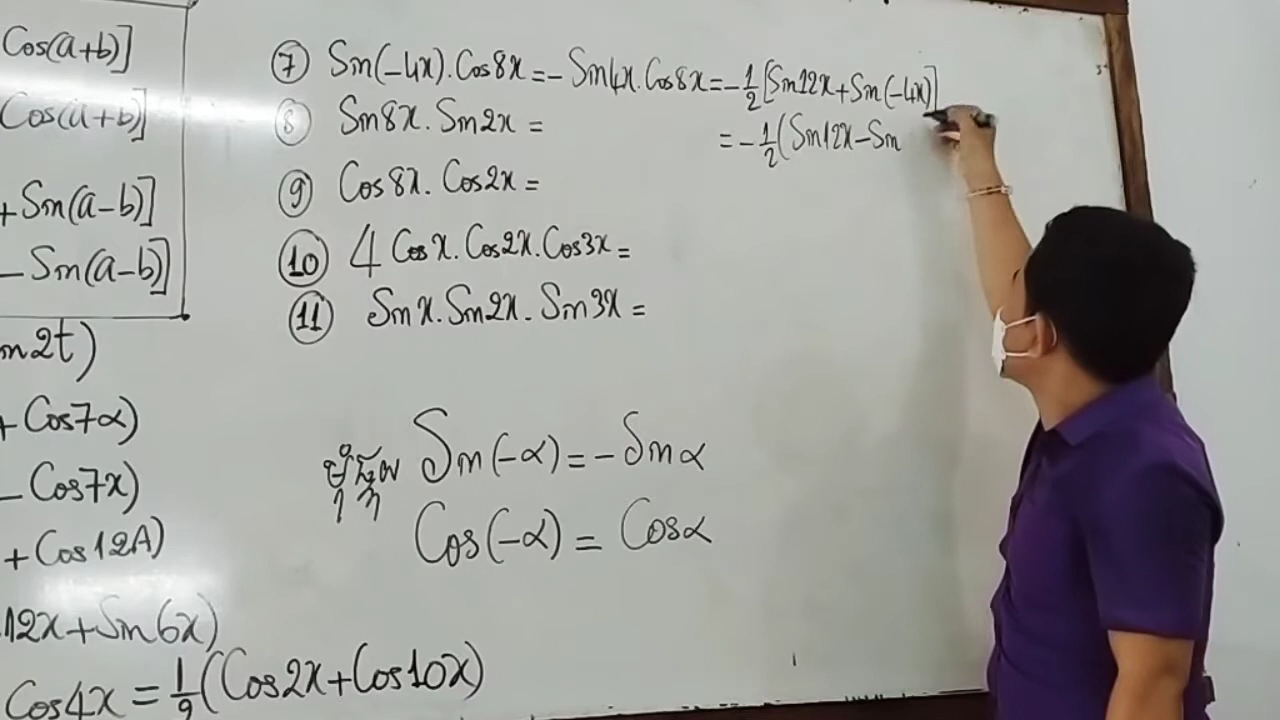 Cos(a+b)]
Cos(a+b)]
+Sin(a-b)]
-Sin(a-b)]
in2t)
+Cos7α)
-Cos7x)
+Cos12A)
12x+Sin6x)
Cos4x = 1/2(Cos2x+Cos10x)
⑦ Sin(-4x).Cos8x=-Sin4x.Cos8x=-1/2[Sin12x+Sin(-4x)]
=-1/2(Sin12x-Sin
⑧ Sin8x.Sin2x=
⑨ Cos8x.Cos2x=
⑩ 4Cosx.Cos2x.Cos3x=
⑪ Sinx.Sin2x.Sin3x=
Sin(-α)=-Sinα
Cos(-α)=Cosα